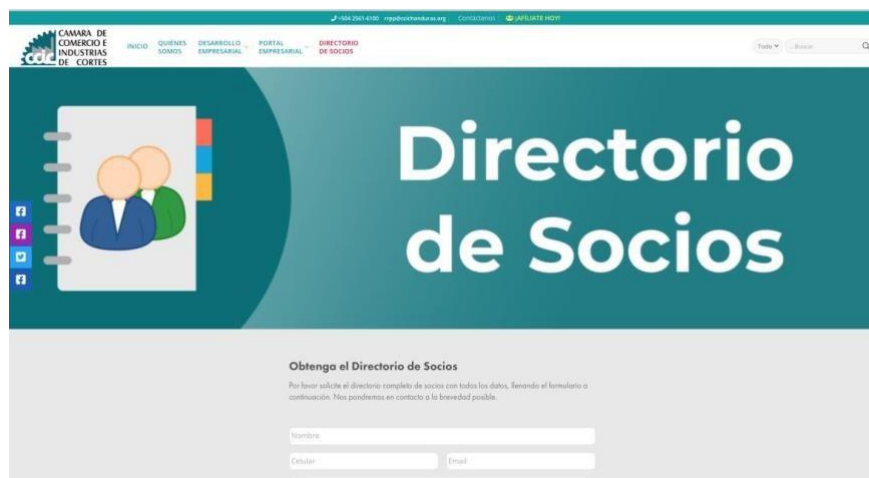 +504 2561-6100 rrpp@ccichonduras.org Contáctenos ¡AFÍLIATE HOY!
CAMARA DE
COMERCIO E
INDUSTRIAS
DE CORTES
ccic
INICIO
QUIÉNES
SOMOS
DESARROLLO
EMPRESARIAL
PORTAL
EMPRESARIAL
DIRECTORIO
DE SOCIOS
Todo
...Buscar
Directorio
de Socios
Obtenga el Directorio de Socios
Por favor solicite el directorio completo de socios con todos los datos, llenando el formulario a
continuación. Nos pondremos en contacto a la brevedad posible.
Nombre
Celular
Email